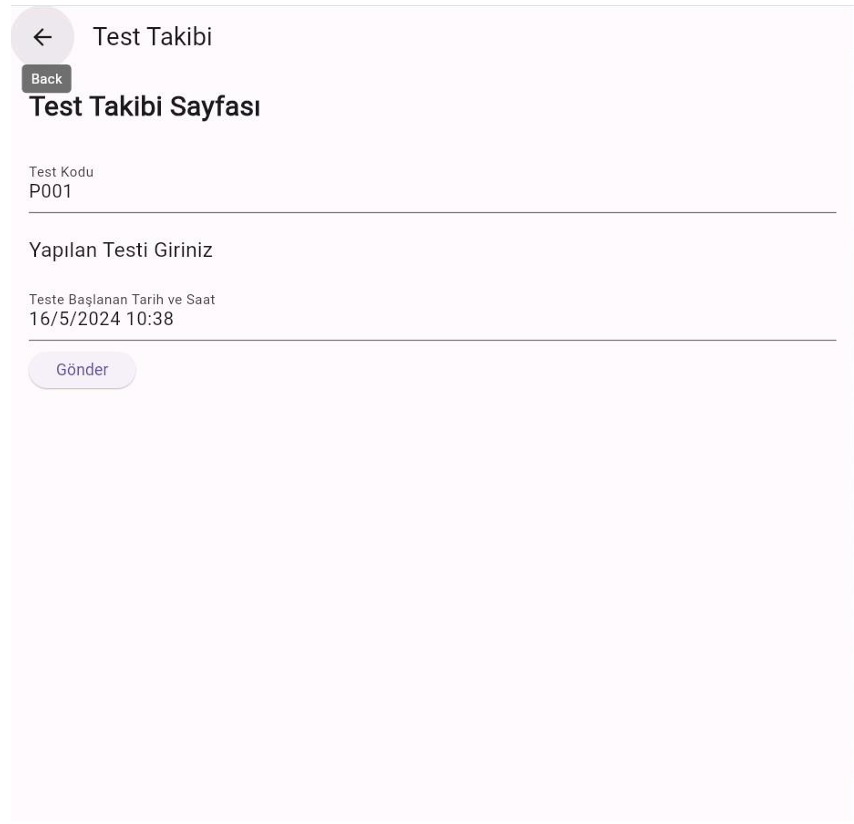 Test Takibi
Back
Test Takibi Sayfası
Test Kodu
P001
Yapılan Testi Giriniz
Teste Başlanan Tarih ve Saat
16/5/2024 10:38
Gönder